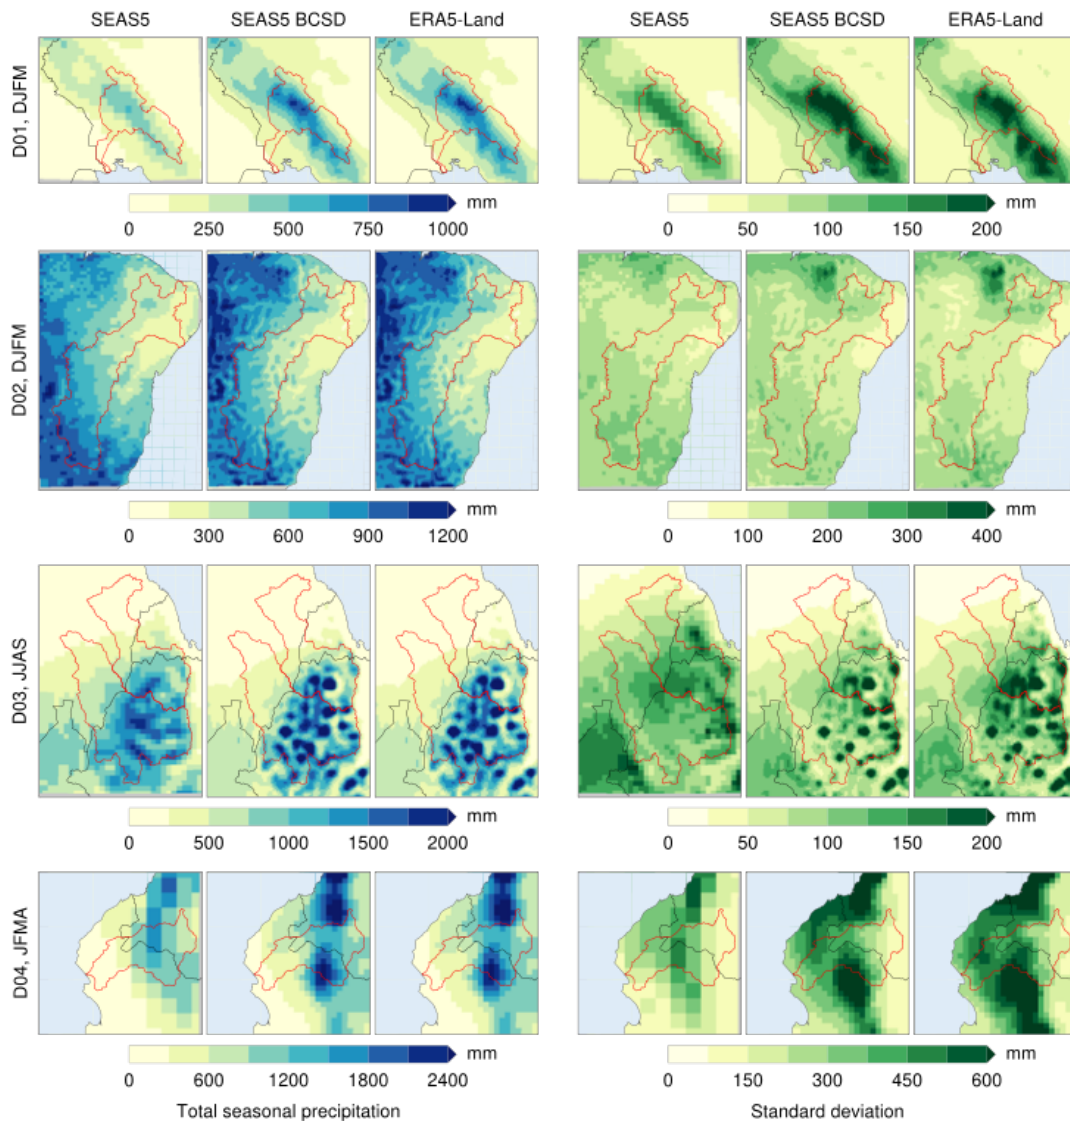 SEAS5 SEAS5 BCSD ERA5-Land SEAS5 SEAS5 BCSD ERA5-Land
D01, DJFM
mm mm
0 250 500 750 1000 0 50 100 150 200
D02, DJFM
mm mm
0 300 600 900 1200 0 100 200 300 400
D03, JJAS
mm mm
0 500 1000 1500 2000 0 50 100 150 200
D04, JFMA
mm mm
0 600 1200 1800 2400 0 150 300 450 600
Total seasonal precipitation Standard deviation